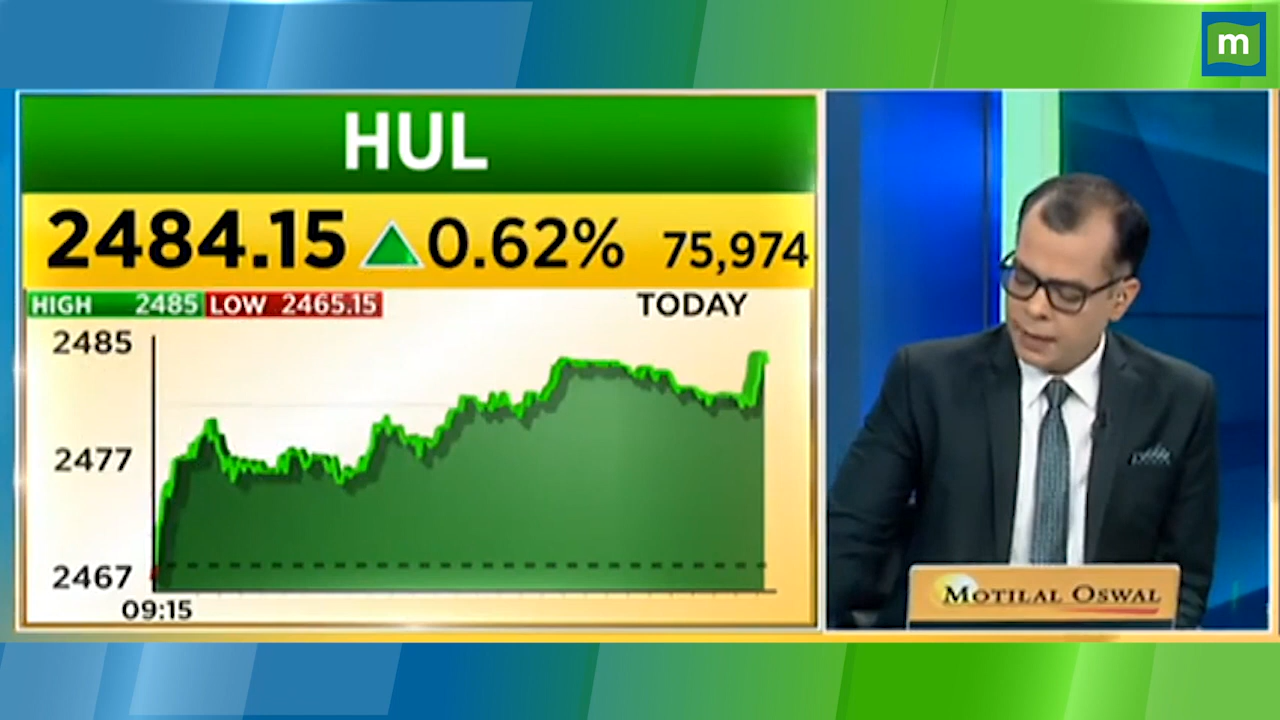 m
HUL
2484.15 ▲ 0.62% 75,974
HIGH 2485 LOW 2465.15 TODAY
2485
2477
2467
09:15
MOTILAL OSWAL